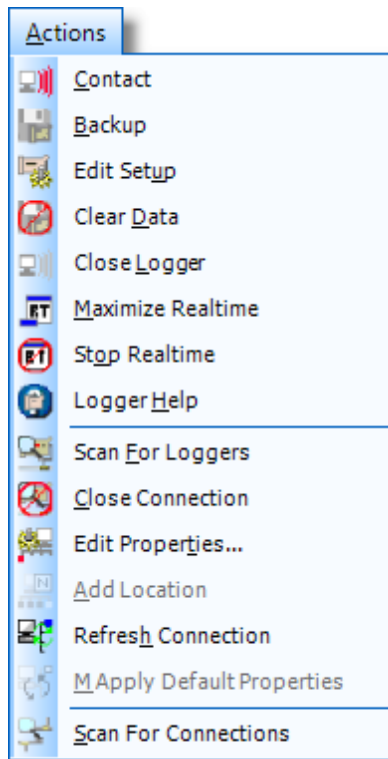 Actions
Contact
Backup
Edit Setup
Clear Data
Close Logger
Maximize Realtime
Stop Realtime
Logger Help
Scan For Loggers
Close Connection
Edit Properties...
Add Location
Refresh Connection
M Apply Default Properties
Scan For Connections